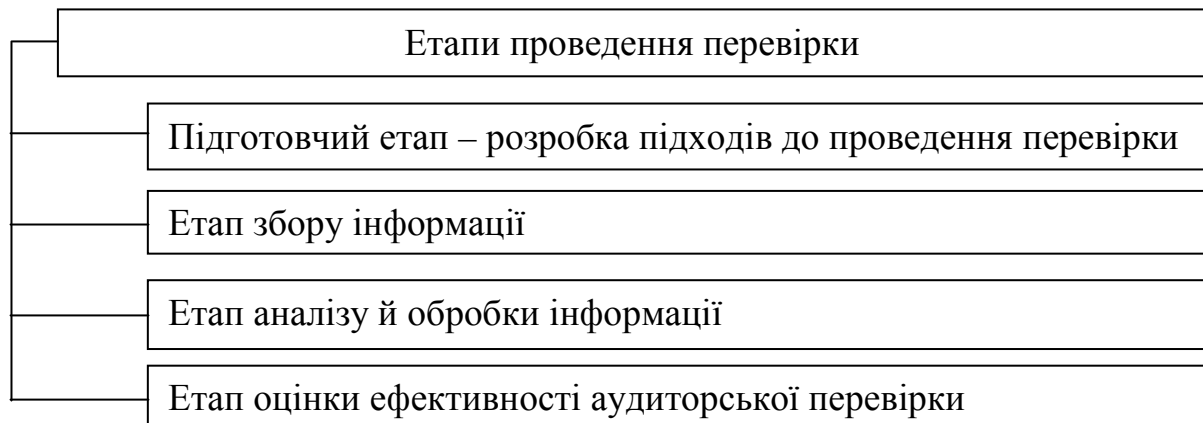 Етапи проведення перевірки
Підготовчий етап – розробка підходів до проведення перевірки
Етап збору інформації
Етап аналізу й обробки інформації
Етап оцінки ефективності аудиторської перевірки